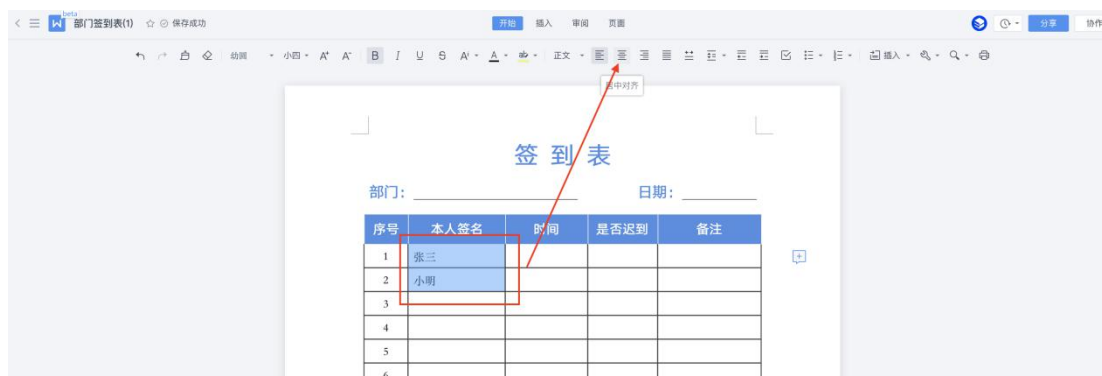 beta
部门签到表(1) 保存成功 开始 插入 审阅 页面 分享 协作
幼圆 小四 A⁺ A⁻ B I U S A A ab 正文 插入
居中对齐
签到表
部门: 日期:
序号 本人签名 时间 是否迟到 备注
1 张三
2 小明
3
4
5
6